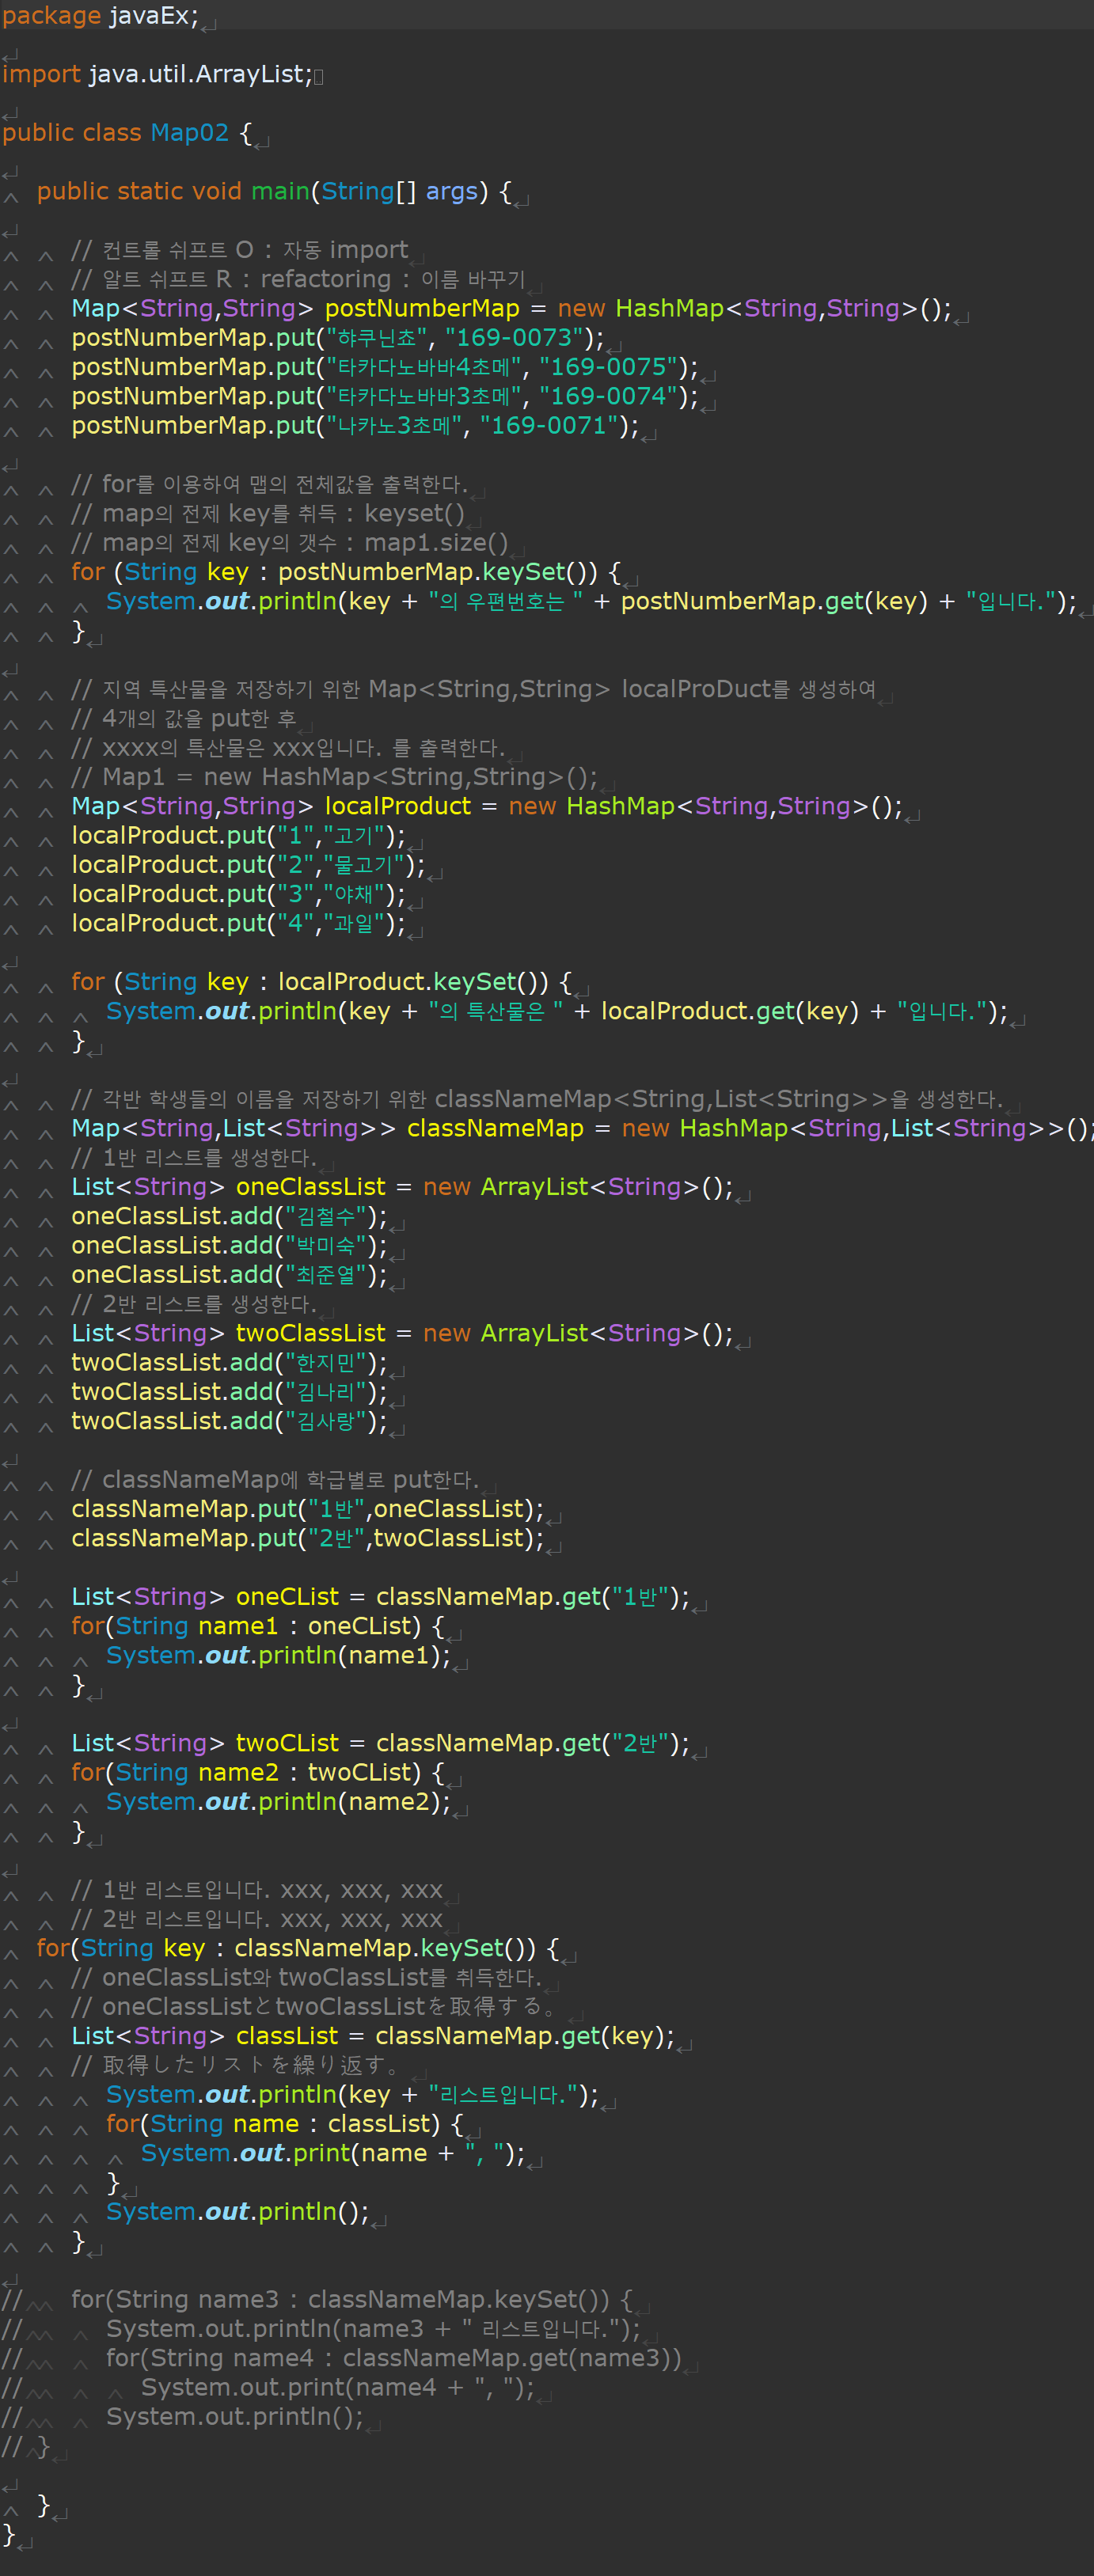 package javaEx;
import java.util.ArrayList;
public class Map02 {
public static void main(String[] args) {
// 컨트롤 쉬프트 O : 자동 import
// 알트 쉬프트 R : refactoring : 이름 바꾸기
Map<String,String> postNumberMap = new HashMap<String,String>();
postNumberMap.put("햐쿠닌쵸", "169-0073");
postNumberMap.put("타카다노바바4쵸메", "169-0075");
postNumberMap.put("타카다노바바3쵸메", "169-0074");
postNumberMap.put("나카노3쵸메", "169-0071");
// for를 이용하여 맵의 전체값을 출력한다.
// map의 전제 key를 취득 : keyset()
// map의 전제 key의 갯수 : map1.size()
for (String key : postNumberMap.keySet()) {
System.out.println(key + "의 우편번호는 " + postNumberMap.get(key) + "입니다.");
}
// 지역 특산물을 저장하기 위한 Map<String,String> localProDuct를 생성하여
// 4개의 값을 put한 후
// xxxx의 특산물은 xxx입니다. 를 출력한다.
// Map1 = new HashMap<String,String>();
Map<String,String> localProduct = new HashMap<String,String>();
localProduct.put("1","고기");
localProduct.put("2","물고기");
localProduct.put("3","야채");
localProduct.put("4","과일");
for (String key : localProduct.keySet()) {
System.out.println(key + "의 특산물은 " + localProduct.get(key) + "입니다.");
}
// 각반 학생들의 이름을 저장하기 위한 classNameMap<String,List<String>>을 생성한다.
Map<String,List<String>> classNameMap = new HashMap<String,List<String>>();
// 1반 리스트를 생성한다.
List<String> oneClassList = new ArrayList<String>();
oneClassList.add("김철수");
oneClassList.add("박미숙");
oneClassList.add("최준열");
// 2반 리스트를 생성한다.
List<String> twoClassList = new ArrayList<String>();
twoClassList.add("한지민");
twoClassList.add("김나리");
twoClassList.add("김사랑");
// classNameMap에 학급별로 put한다.
classNameMap.put("1반",oneClassList);
classNameMap.put("2반",twoClassList);
List<String> oneCList = classNameMap.get("1반");
for(String name1 : oneCList) {
System.out.println(name1);
}
List<String> twoCList = classNameMap.get("2반");
for(String name2 : twoCList) {
System.out.println(name2);
}
// 1반 리스트입니다. xxx, xxx, xxx
// 2반 리스트입니다. xxx, xxx, xxx
for(String key : classNameMap.keySet()) {
// oneClassList와 twoClassList를 취득한다.
// oneClassListとtwoClassListを取得する。
List<String> classList = classNameMap.get(key);
// 取得したリストを繰り返す。
System.out.println(key + "리스트입니다.");
for(String name : classList) {
System.out.print(name + ", ");
}
System.out.println();
}
// for(String name3 : classNameMap.keySet()) {
// System.out.println(name3 + " 리스트입니다.");
// for(String name4 : classNameMap.get(name3))
// System.out.print(name4 + ", ");
// System.out.println();
// }
}
}